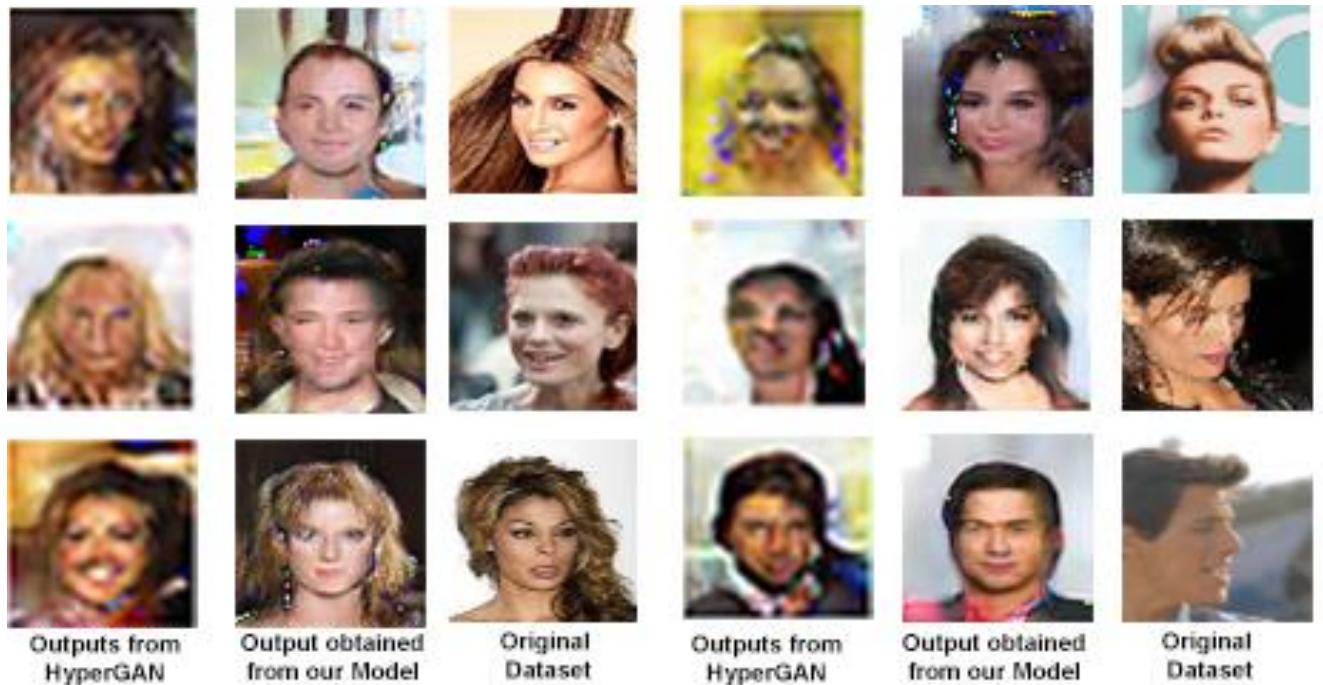 Outputs from
HyperGAN
Output obtained
from our Model
Original
Dataset
Outputs from
HyperGAN
Output obtained
from our Model
Original
Dataset